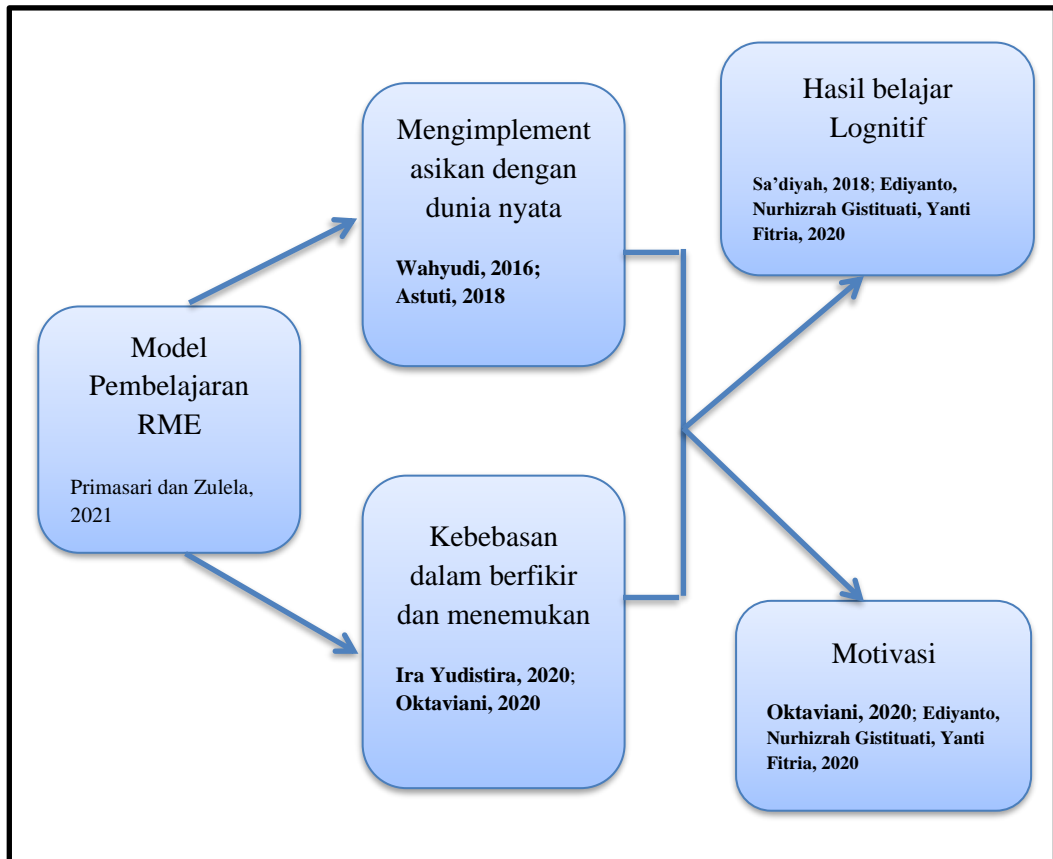 Model
Pembelajaran
RME
Primasari dan Zulela,
2021
Mengimplement
asikan dengan
dunia nyata
Wahyudi, 2016;
Astuti, 2018
Kebebasan
dalam berfikir
dan menemukan
Ira Yudistira, 2020;
Oktaviani, 2020
Hasil belajar
Lognitif
Sa’diyah, 2018; Ediyanto,
Nurhizrah Gistituati, Yanti
Fitria, 2020
Motivasi
Oktaviani, 2020; Ediyanto,
Nurhizrah Gistituati, Yanti
Fitria, 2020